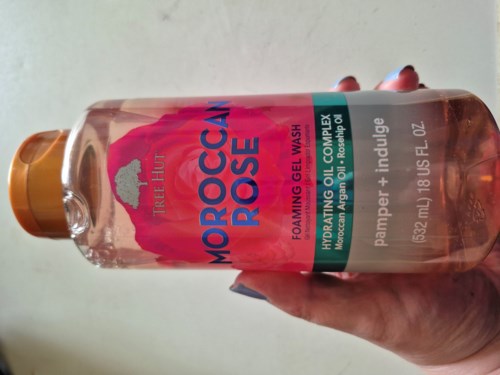 TREE HUT
MOROCCAN
ROSE
FOAMING GEL WASH
HYDRATING OIL COMPLEX
Moroccan Argan Oil • Rosehip Oil
pamper + indulge
(532 mL) 18 US FL. OZ.